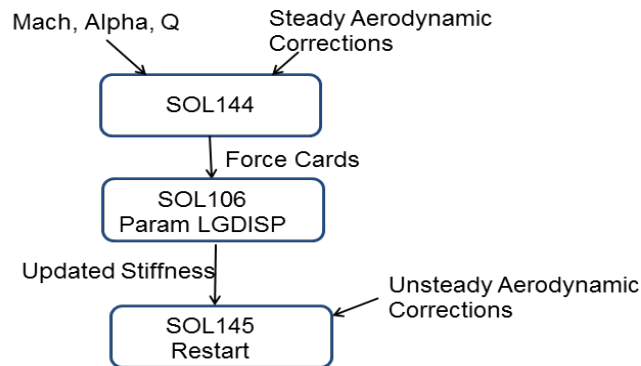 Mach, Alpha, Q
Steady Aerodynamic
Corrections
SOL144
Force Cards
SOL106
Param LGDISP
Updated Stiffness
Unsteady Aerodynamic
Corrections
SOL145
Restart